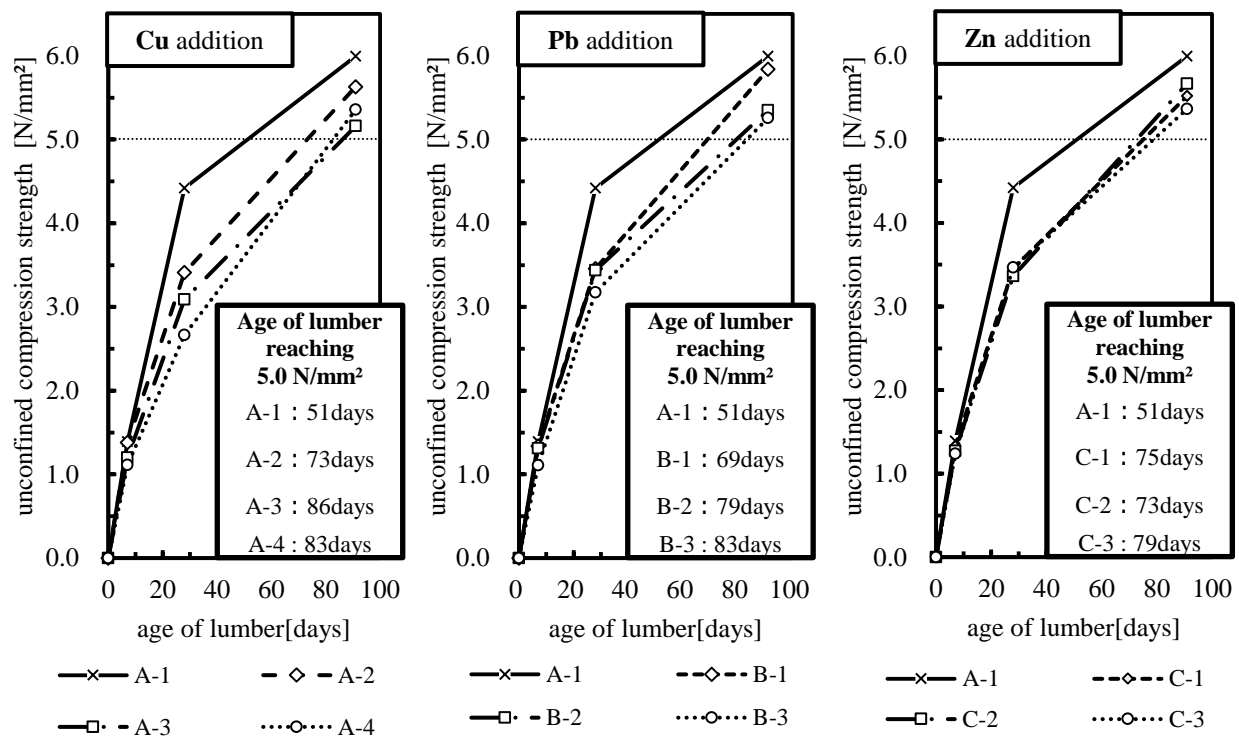 Cu addition
unconfined compression strength [N/mm²]
6.0
5.0
4.0
3.0
2.0
1.0
0.0
Age of lumber
reaching
5.0 N/mm²
A-1 : 51days
A-2 : 73days
A-3 : 86days
A-4 : 83days
0 20 40 60 80 100
age of lumber[days]
A-1 A-2
A-3 A-4
Pb addition
unconfined compression strength [N/mm²]
6.0
5.0
4.0
3.0
2.0
1.0
0.0
Age of lumber
reaching
5.0 N/mm²
A-1 : 51days
B-1 : 69days
B-2 : 79days
B-3 : 83days
0 20 40 60 80 100
age of lumber[days]
A-1 B-1
B-2 B-3
Zn addition
unconfined compression strength [N/mm²]
6.0
5.0
4.0
3.0
2.0
1.0
0.0
Age of lumber
reaching
5.0 N/mm²
A-1 : 51days
C-1 : 75days
C-2 : 73days
C-3 : 79days
0 20 40 60 80 100
age of lumber[days]
A-1 C-1
C-2 C-3